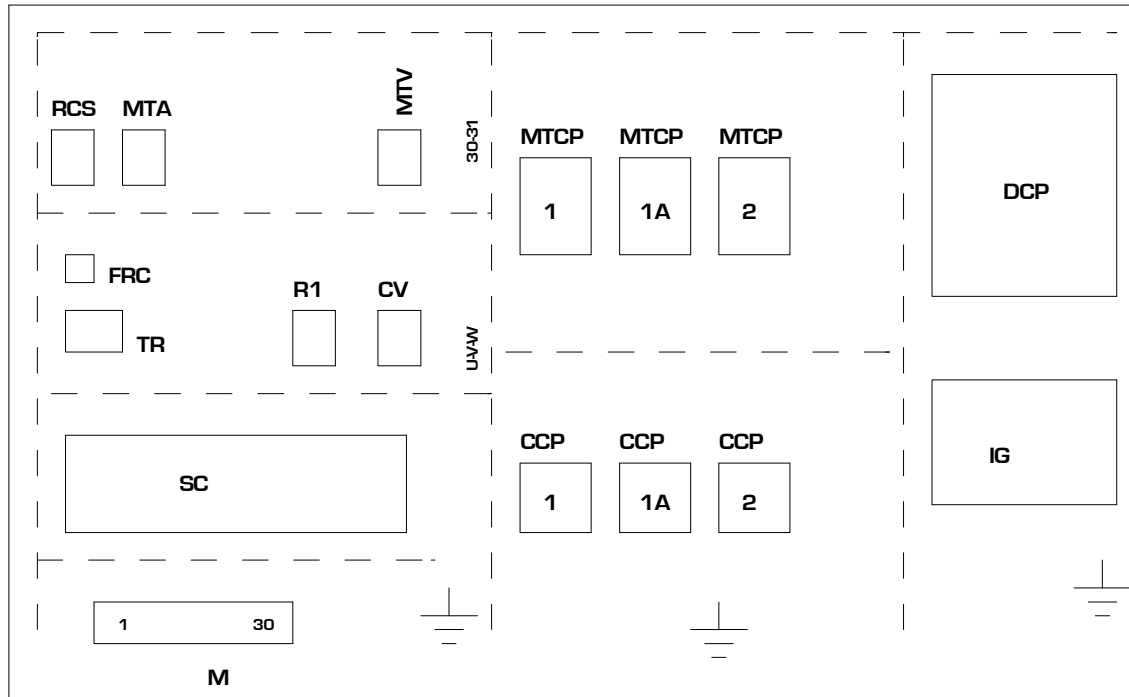 RCS MTA MTV 30-31
MTCP MTCP MTCP
1 1A 2
DCP
FRC
TR
R1 CV U-V-W
SC
CCP CCP CCP
1 1A 2
IG
1 30
M